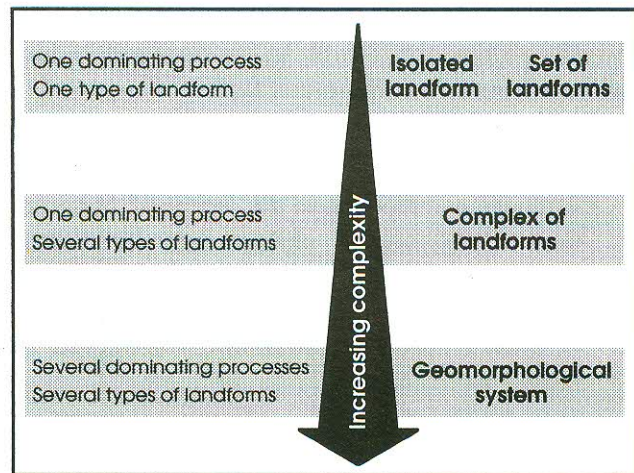 One dominating process
One type of landform
Isolated
landform
Set of
landforms
One dominating process
Several types of landforms
Complex of
landforms
Several dominating processes
Several types of landforms
Geomorphological
system
Increasing complexity